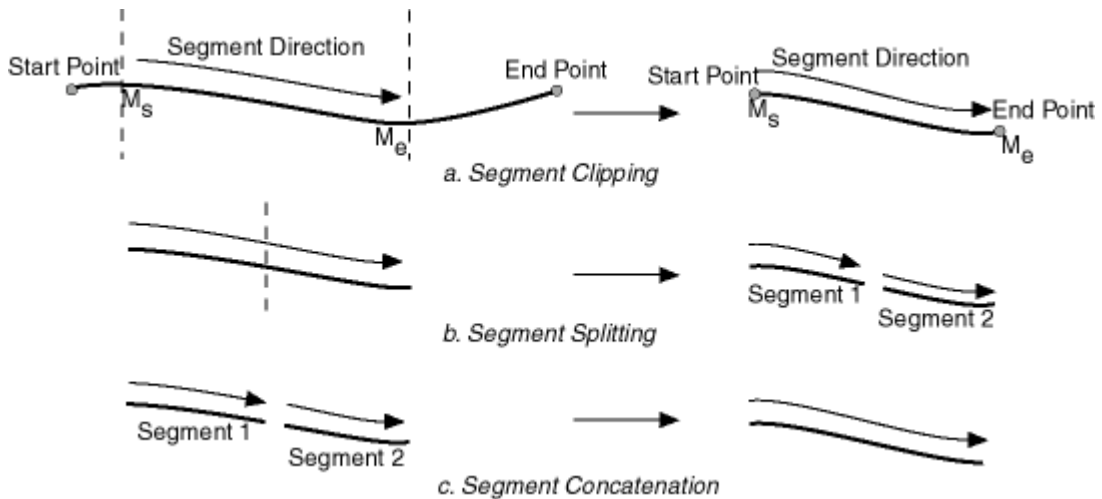 Segment Direction
Start Point
End Point
Ms
Me
Segment Direction
Start Point
End Point
Ms
Me
a. Segment Clipping
Segment 1
Segment 2
b. Segment Splitting
Segment 1
Segment 2
c. Segment Concatenation